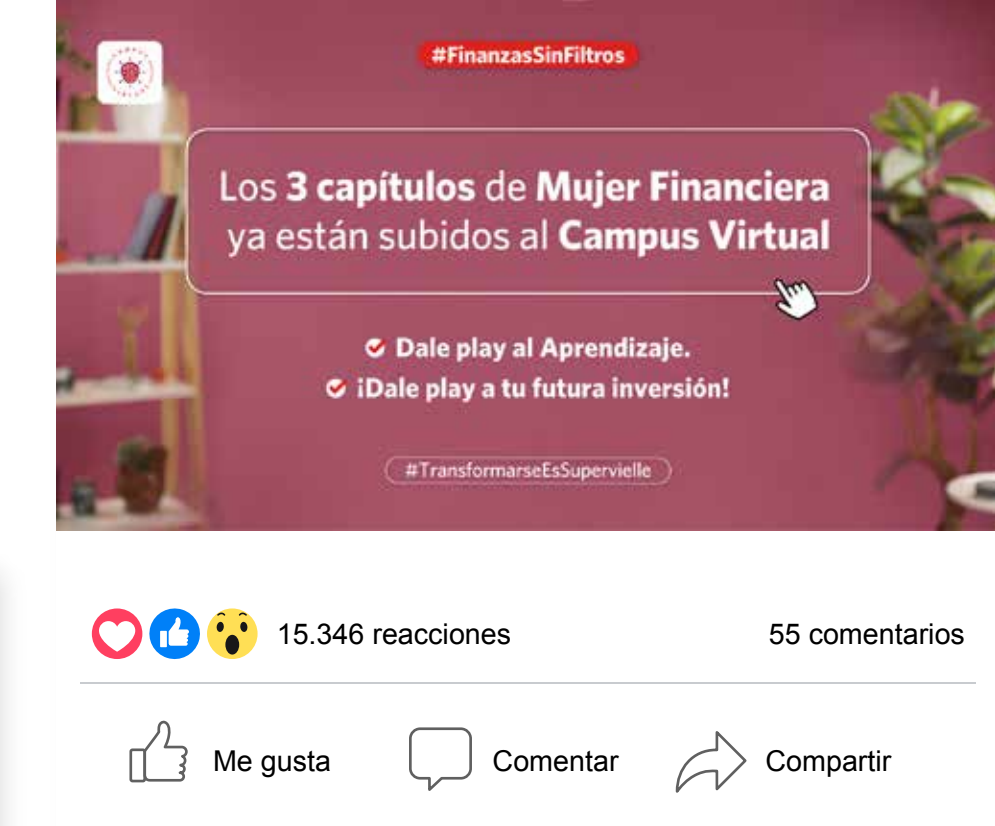 #FinanzasSinFiltros
Los 3 capítulos de Mujer Financiera
ya están subidos al Campus Virtual
Dale play al Aprendizaje.
¡Dale play a tu futura inversión!
#TransformarseEsSupervielle
15.346 reacciones
55 comentarios
Me gusta
Comentar
Compartir